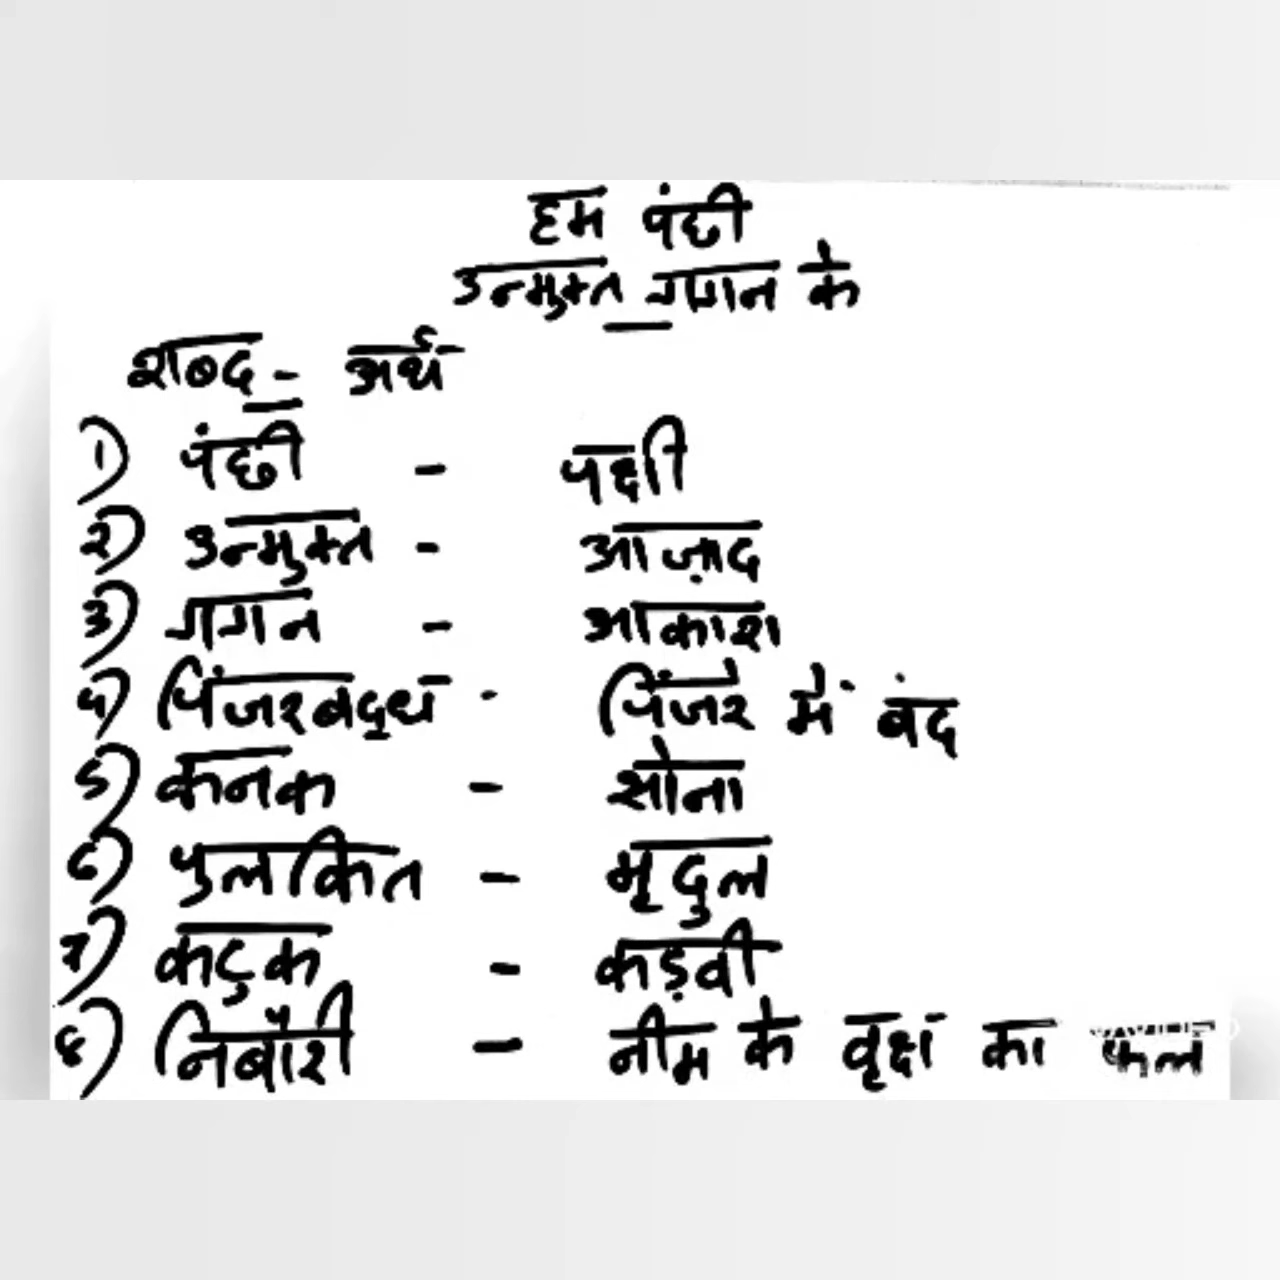 हम पंछी
उन्मुक्त गगन के
शब्द - अर्थ
1) पंछी - पक्षी
2) उन्मुक्त - आज़ाद
3) गगन - आकाश
4) पिंजरबद्ध - पिंजरे में बंद
5) कनक - सोना
6) पुलकित - मृदुल
7) कटुक - कड़वी
8) निबौरी - नीम के वृक्ष का फल